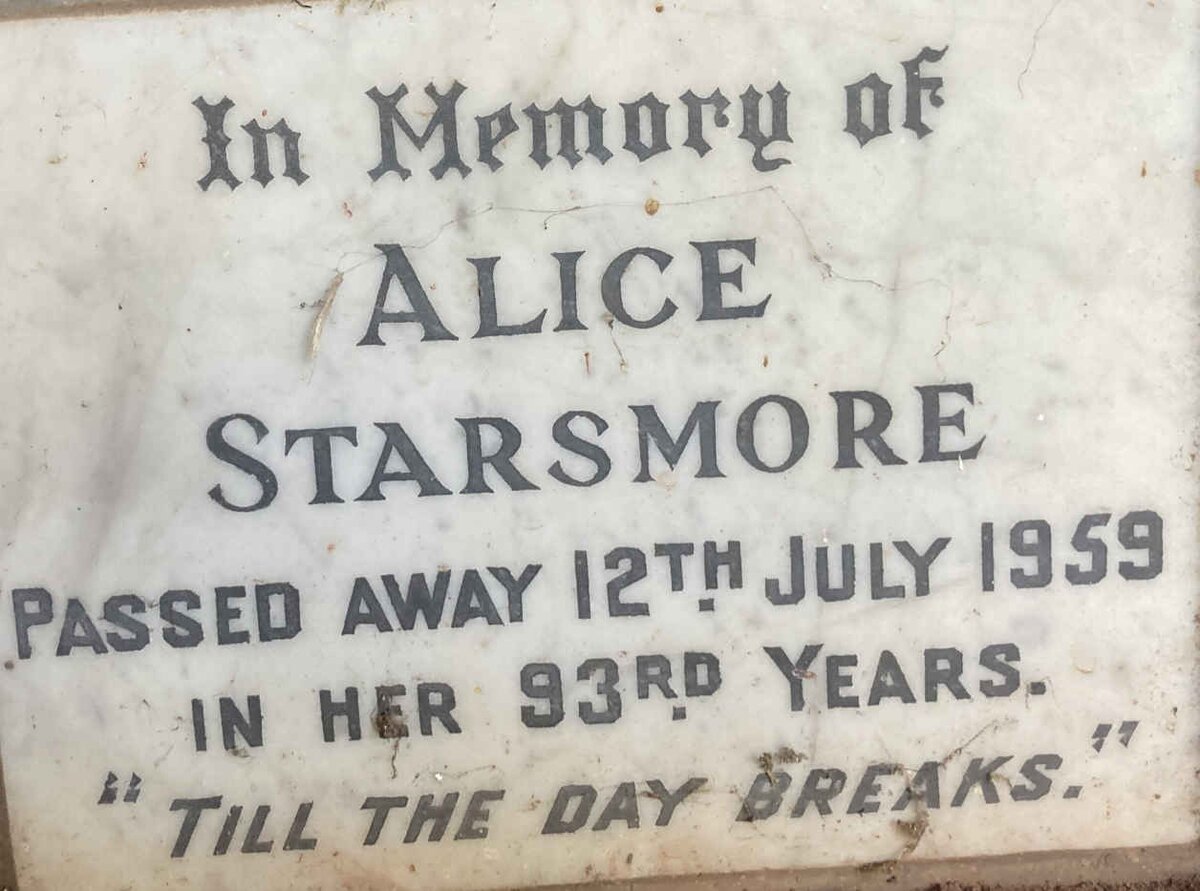 In Memory of
ALICE
STARSMORE
PASSED AWAY 12TH. JULY 1959
IN HER 93RD. YEARS.
"TILL THE DAY BREAKS."